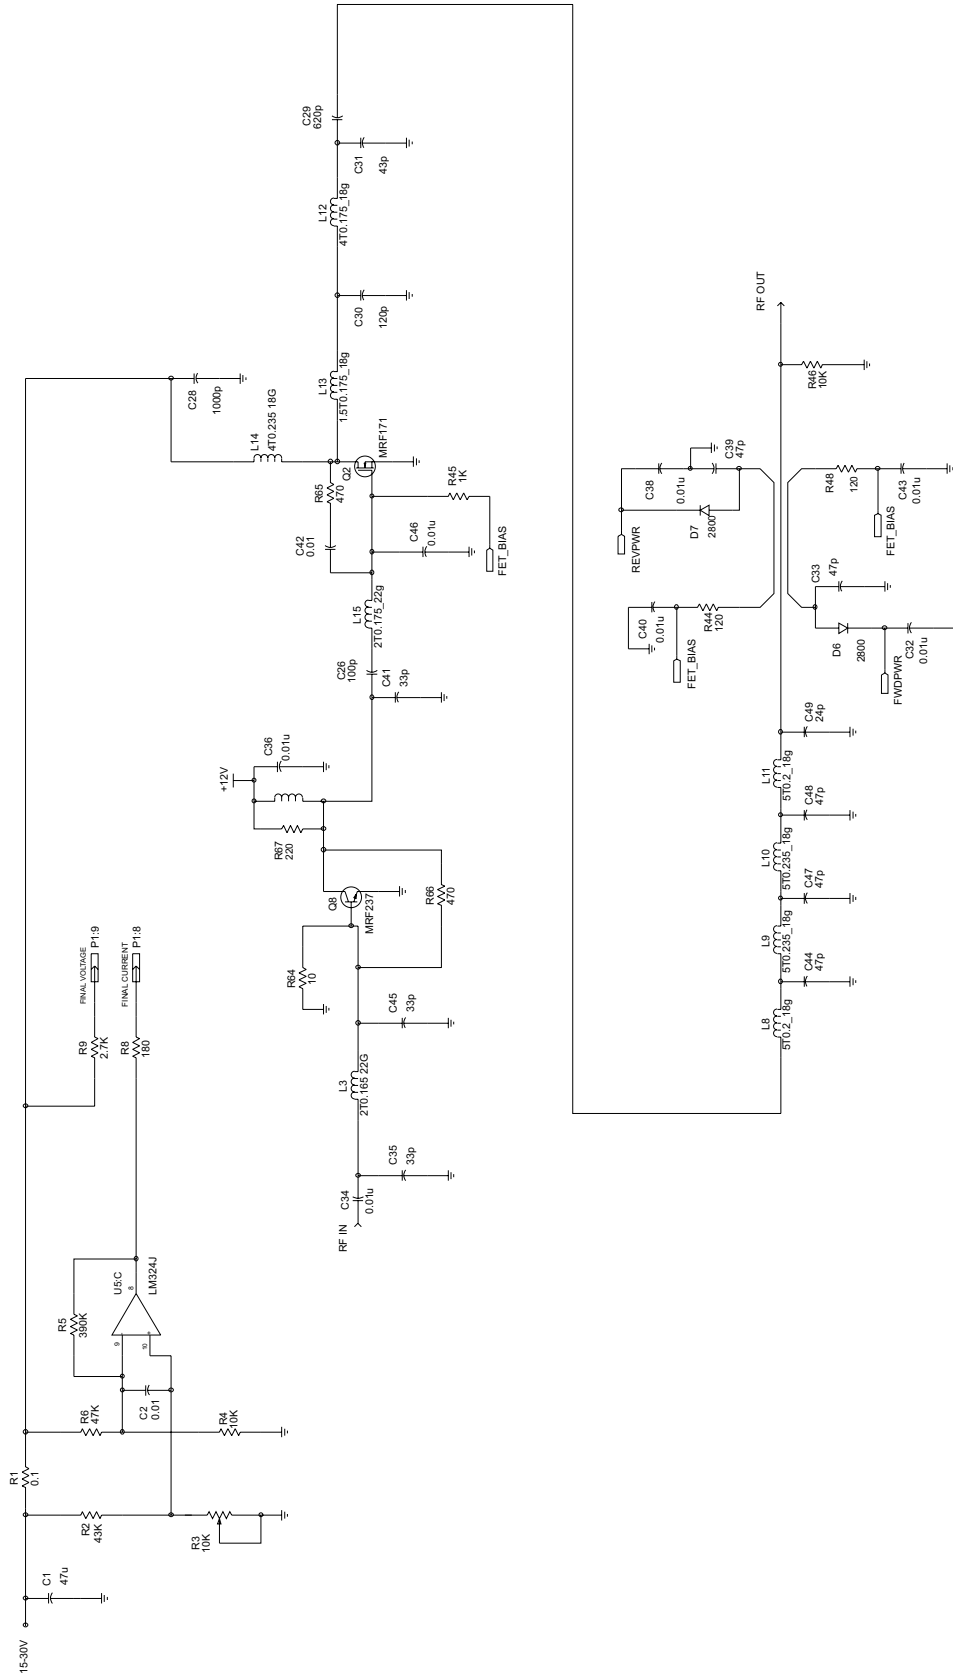 15-30V
C1
47u
R2
43K
R3
10K
R1
0.1
R6
47K
R4
10K
C2
0.01
R5
390K
9
10
8
U5:C
LM324J
R9
2.7K
R8
180
FINAL VOLTAGE
P1:9
FINAL CURRENT
P1:8
RF IN
C34
0.01u
C35
33p
L3
2T0.165 22G
C45
33p
R64
10
Q8
MRF237
R66
470
R67
220
+12V
C36
0.01u
C41
33p
C26
100p
L15
2T0.175_22g
C42
0.01
R65
470
C46
0.01u
FET_BIAS
R45
1K
Q2
MRF171
L14
4T0.235 18G
C28
1000p
L13
1.5T0.175_18g
C30
120p
L12
4T0.175_18g
C31
43p
C29
620p
L8
5T0.2_18g
C44
47p
L9
5T0.235_18g
C47
47p
L10
5T0.235_18g
C48
47p
L11
5T0.2_18g
C49
24p
FWDPWR
C32
0.01u
D6
2800
C33
47p
FET_BIAS
C40
0.01u
R44
120
REVPWR
D7
2800
C38
0.01u
C39
47p
FET_BIAS
C43
0.01u
R48
120
R46
10K
RF OUT